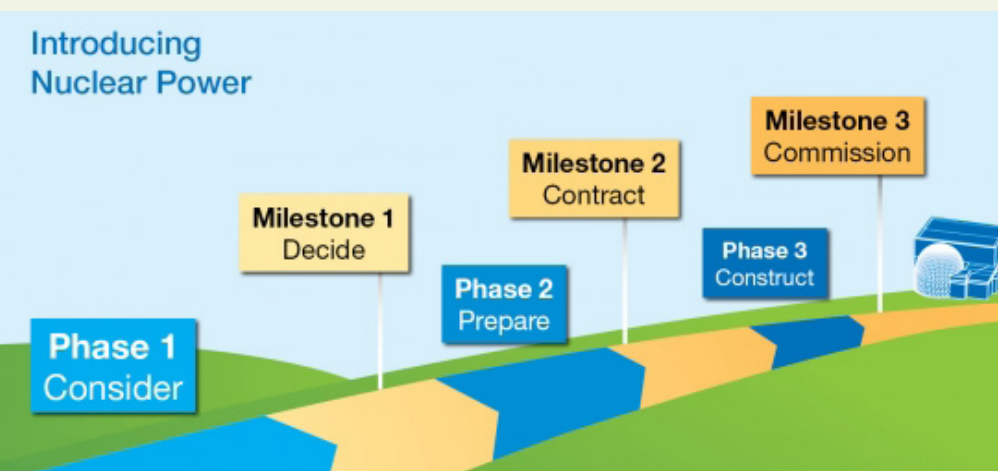 Introducing
Nuclear Power
Phase 1
Consider
Milestone 1
Decide
Phase 2
Prepare
Milestone 2
Contract
Phase 3
Construct
Milestone 3
Commission